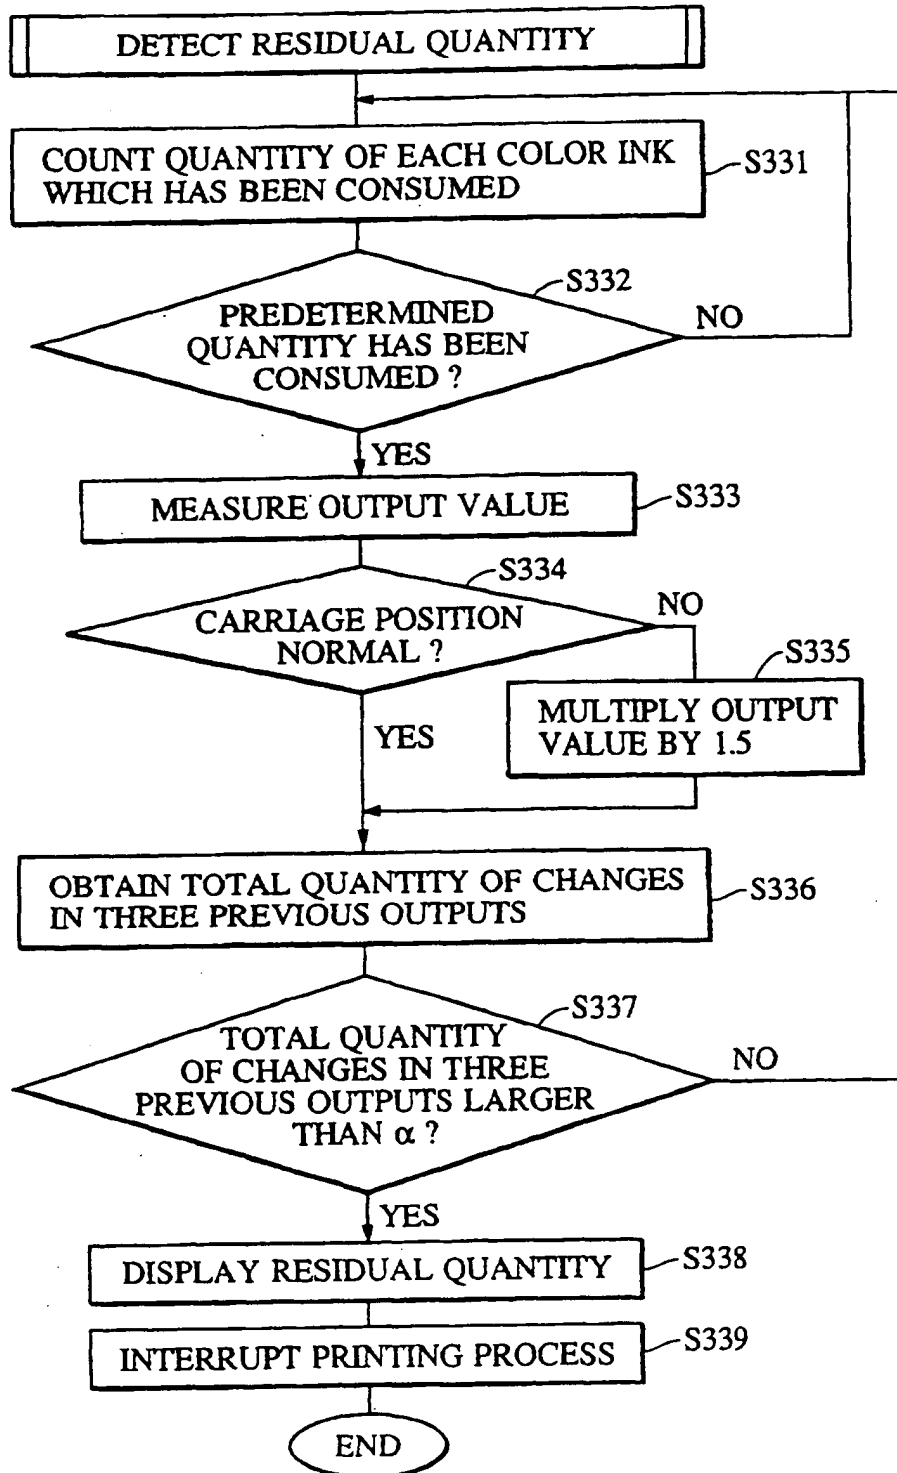 DETECT RESIDUAL QUANTITY
COUNT QUANTITY OF EACH COLOR INK
WHICH HAS BEEN CONSUMED
S331
S332
PREDETERMINED
QUANTITY HAS BEEN
CONSUMED ?
NO
YES
MEASURE OUTPUT VALUE
S333
S334
CARRIAGE POSITION
NORMAL ?
NO
S335
MULTIPLY OUTPUT
VALUE BY 1.5
YES
OBTAIN TOTAL QUANTITY OF CHANGES
IN THREE PREVIOUS OUTPUTS
S336
S337
TOTAL QUANTITY
OF CHANGES IN THREE
PREVIOUS OUTPUTS LARGER
THAN α ?
NO
YES
DISPLAY RESIDUAL QUANTITY
S338
INTERRUPT PRINTING PROCESS
S339
END